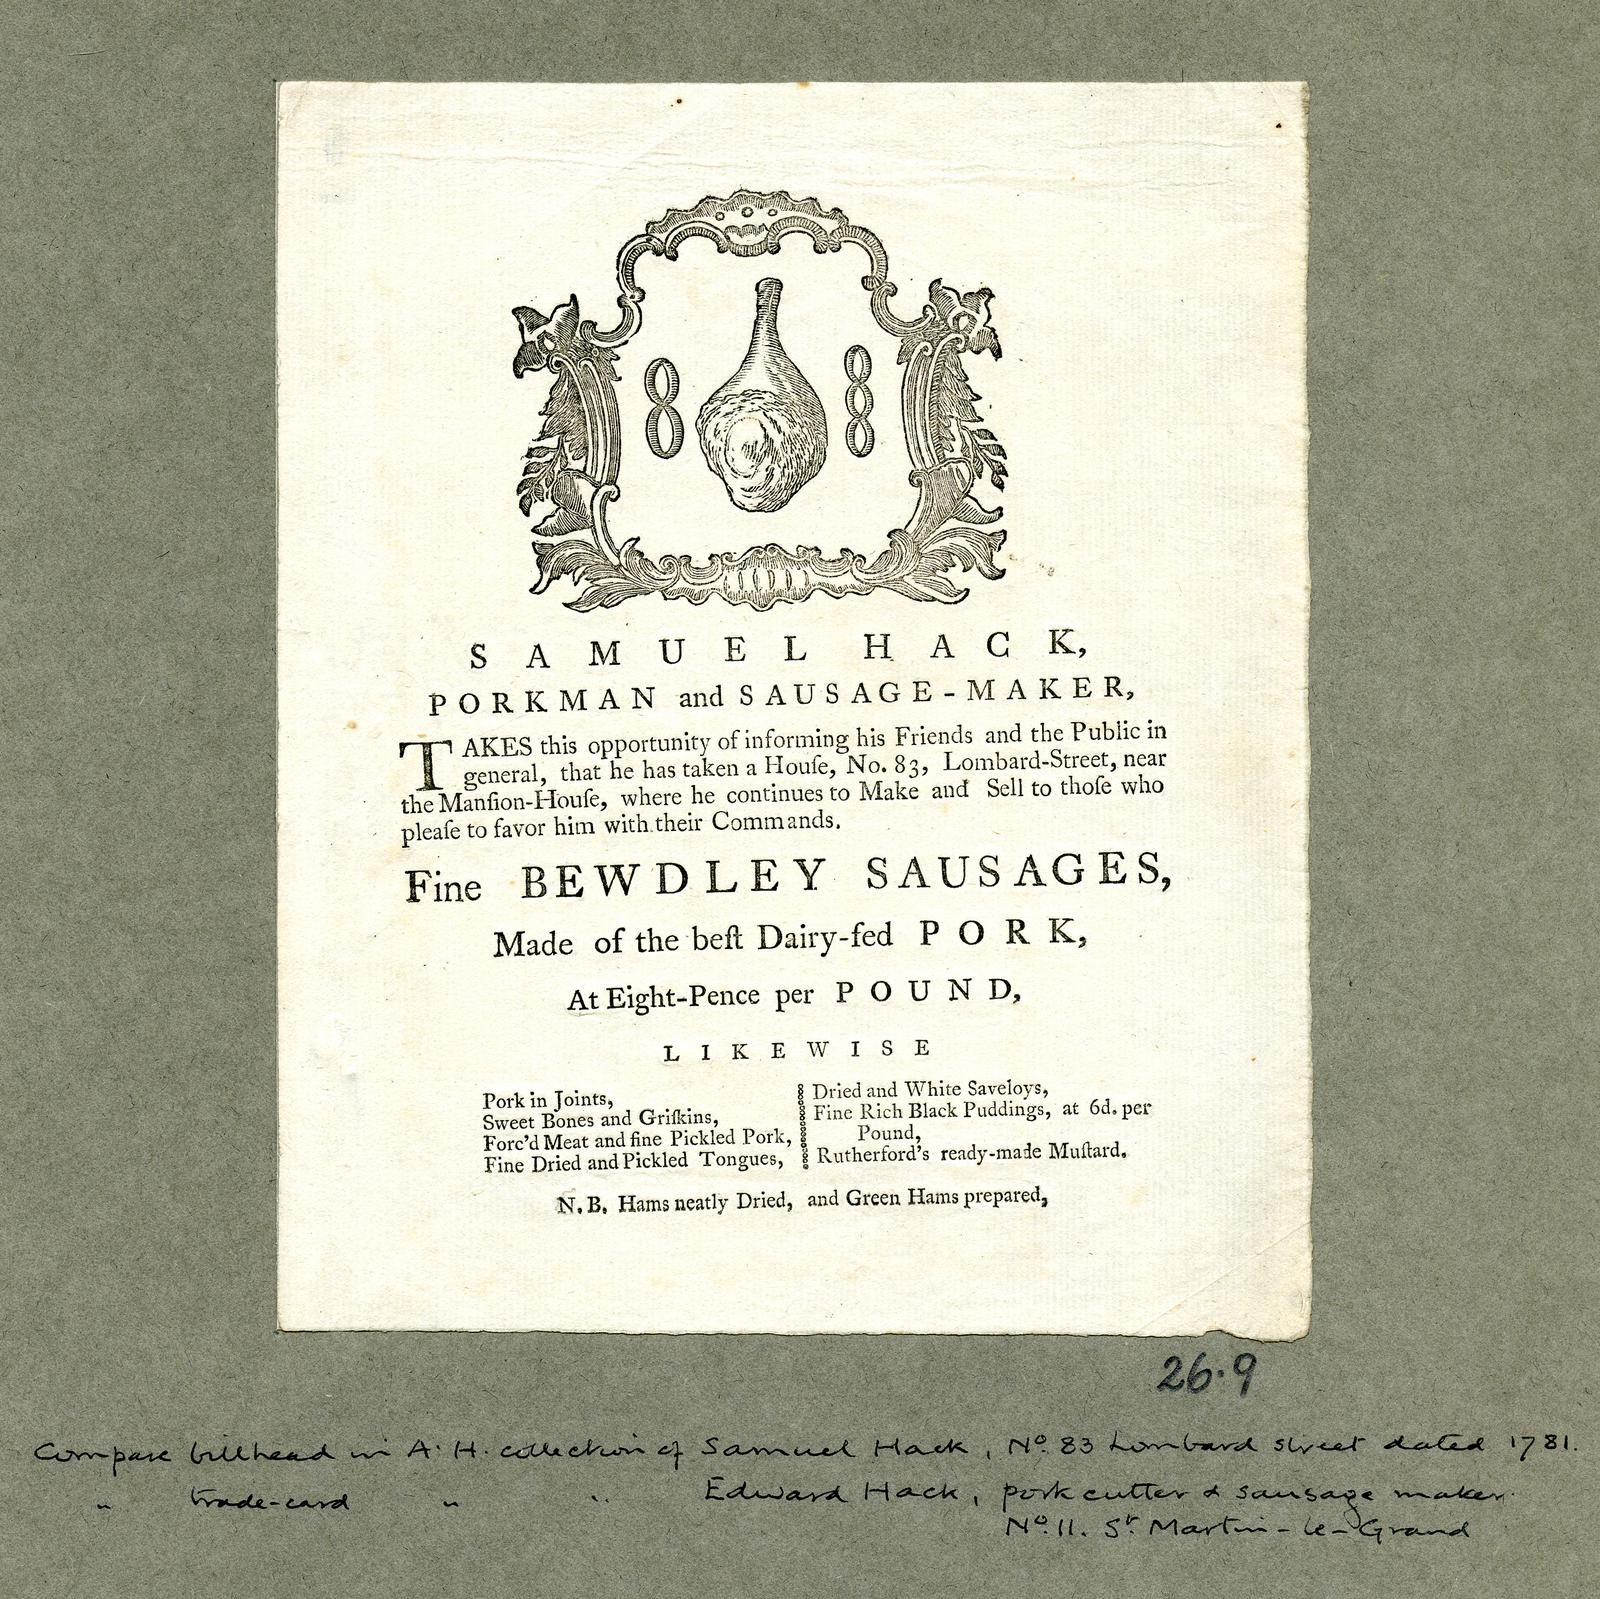 SAMUEL HACK,
PORKMAN and SAUSAGE-MAKER,
TAKES this opportunity of informing his Friends and the Public in
general, that he has taken a Houſe, No. 83, Lombard-Street, near
the Manſion-Houſe, where he continues to Make and Sell to thoſe who
pleaſe to favor him with their Commands.
Fine BEWDLEY SAUSAGES,
Made of the beſt Dairy-fed PORK,
At Eight-Pence per POUND,
LIKEWISE
Pork in Joints,
Sweet Bones and Griſkins,
Forc'd Meat and fine Pickled Pork,
Fine Dried and Pickled Tongues,
Dried and White Saveloys,
Fine Rich Black Puddings, at 6d. per
Pound,
Rutherford's ready-made Muſtard.
N.B. Hams neatly Dried, and Green Hams prepared,
26.9
Compare billhead in A.H. collection of Samuel Hack, No. 83 Lombard street dated 1781.
" trade-card " " Edward Hack, pork cutter & sausage maker.
No. 11. St Martin-le-Grand